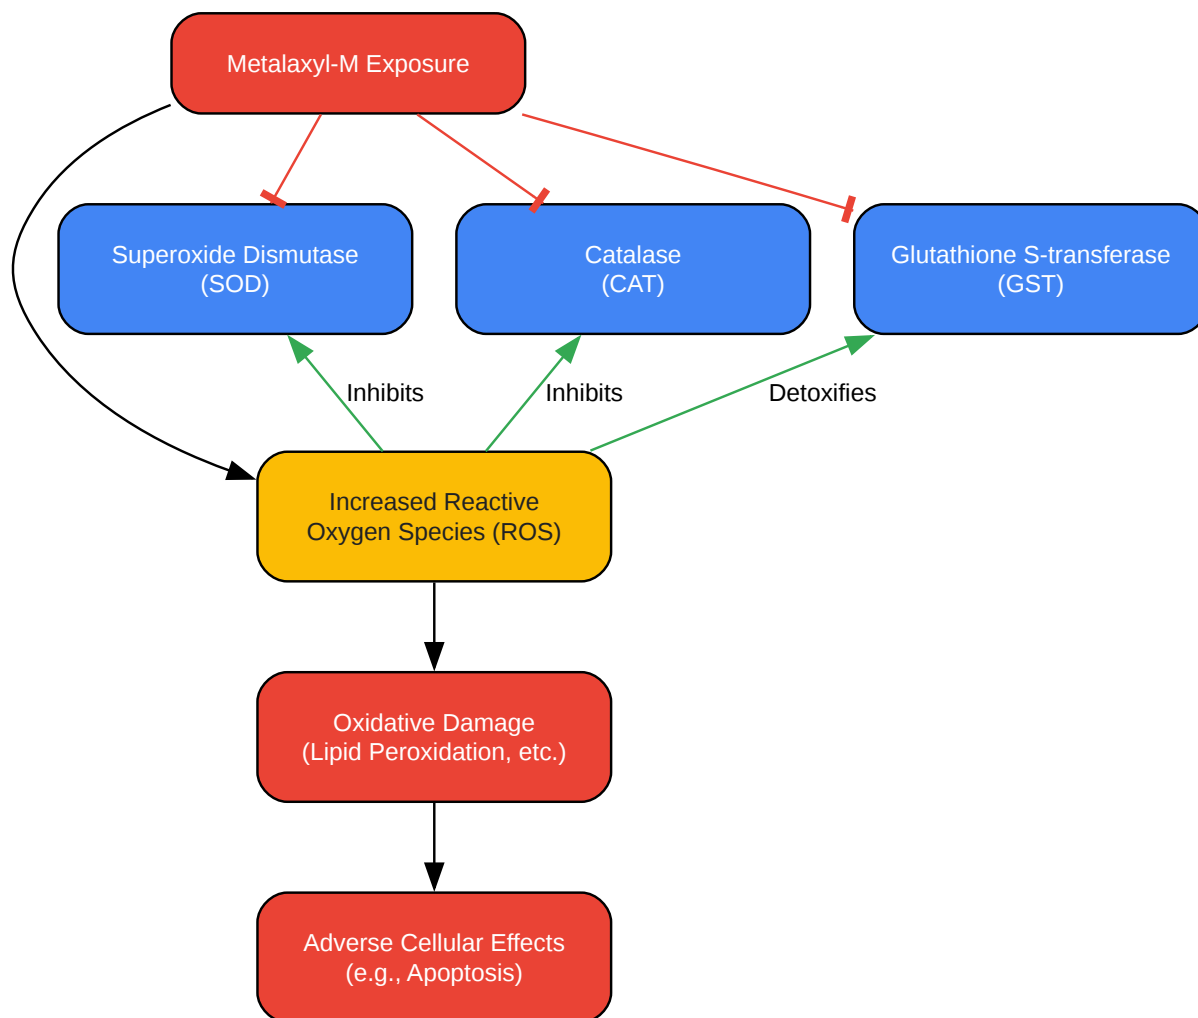 Metalaxyl-M Exposure
Superoxide Dismutase
(SOD)
Catalase
(CAT)
Glutathione S-transferase
(GST)
Inhibits
Inhibits
Detoxifies
Increased Reactive
Oxygen Species (ROS)
Oxidative Damage
(Lipid Peroxidation, etc.)
Adverse Cellular Effects
(e.g., Apoptosis)